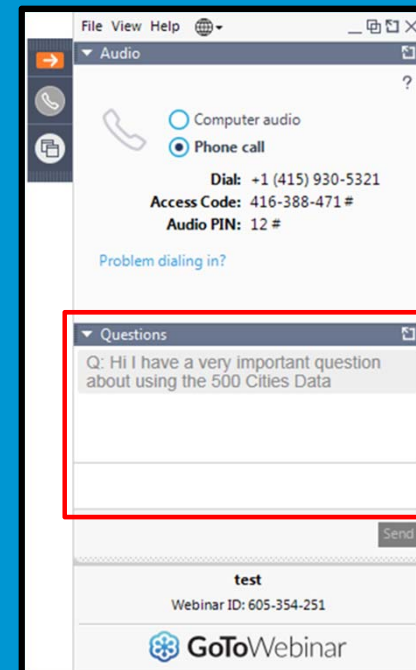 File View Help
Audio
?
Computer audio
Phone call
Dial: +1 (415) 930-5321
Access Code: 416-388-471 #
Audio PIN: 12 #
Problem dialing in?
Questions
Q: Hi I have a very important question
about using the 500 Cities Data
Send
test
Webinar ID: 605-354-251
GoToWebinar